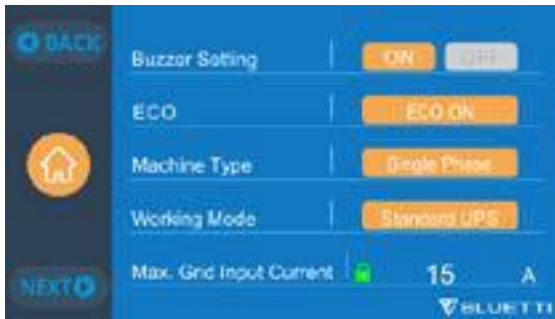 BACK
Buzzer Setting ON OFF
ECO ECO ON
Machine Type Single Phase
Working Mode Standard UPS
Max. Grid Input Current 15 A
NEXT
BLUETTI